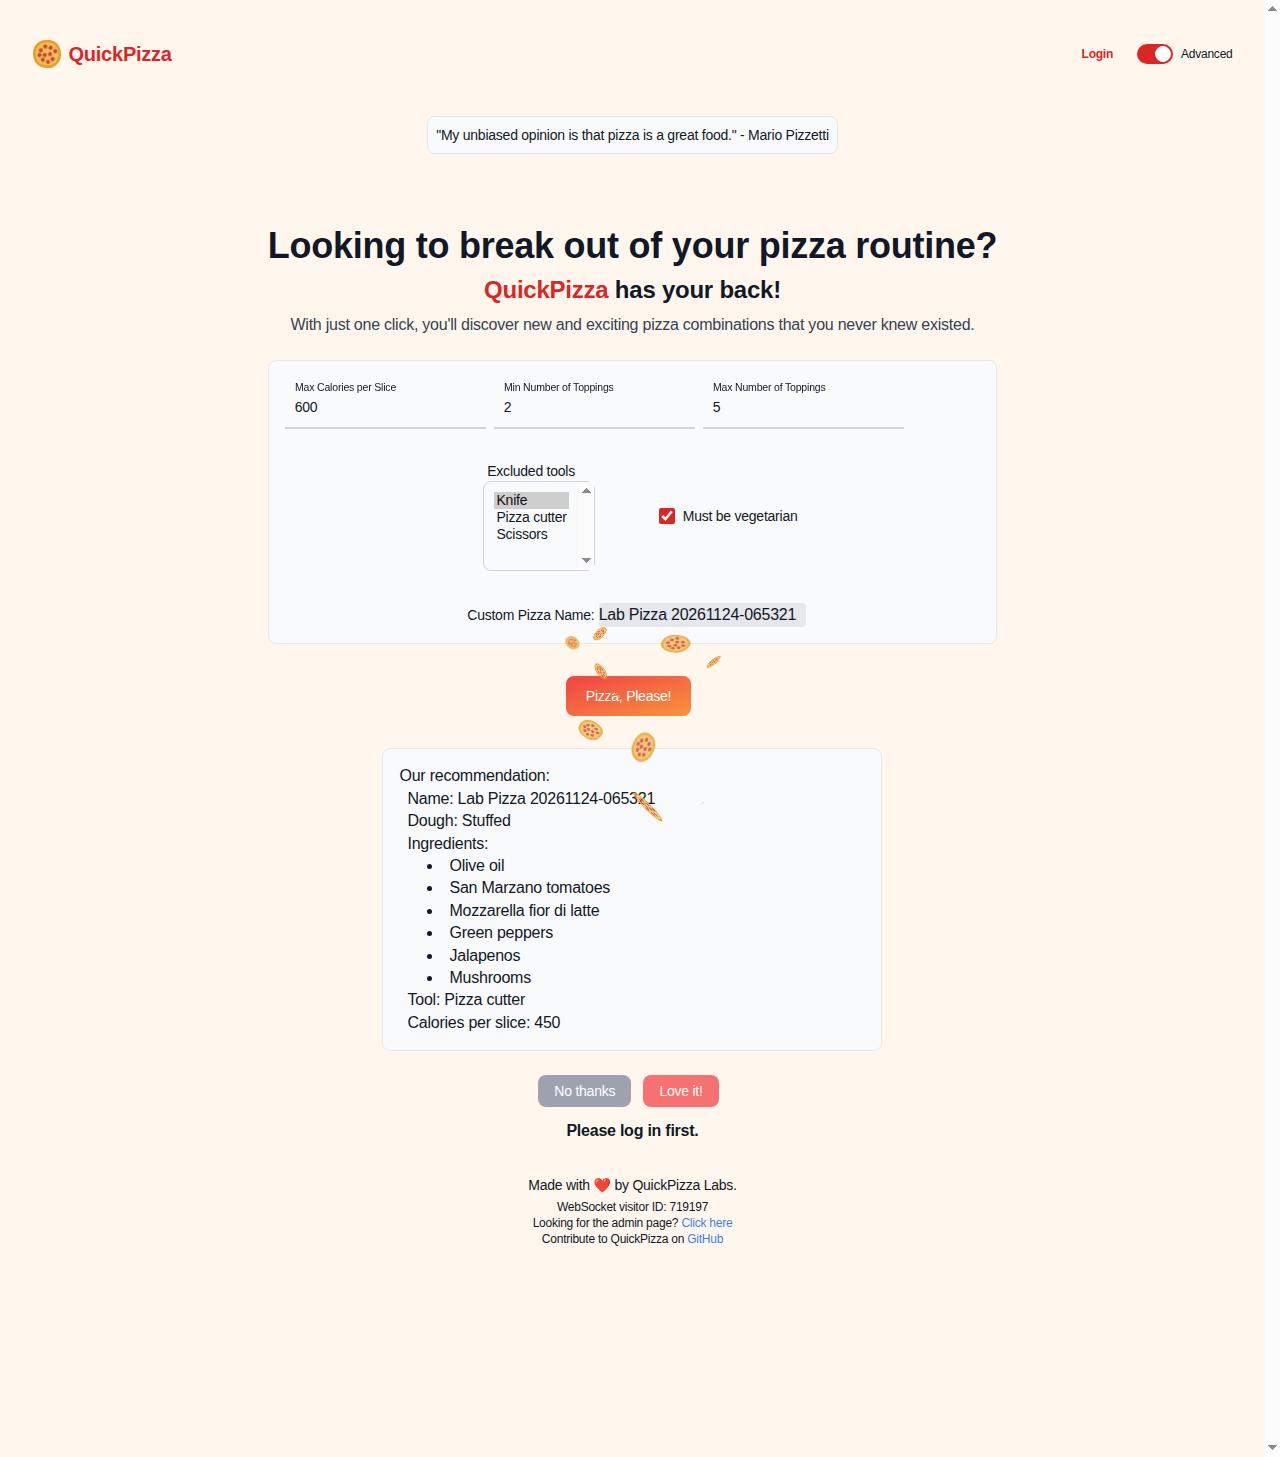 QuickPizza
Login
Advanced
"My unbiased opinion is that pizza is a great food." - Mario Pizzetti
Looking to break out of your pizza routine?
QuickPizza has your back!
With just one click, you'll discover new and exciting pizza combinations that you never knew existed.
Max Calories per Slice
600
Min Number of Toppings
2
Max Number of Toppings
5
Excluded tools
Knife
Pizza cutter
Scissors
Must be vegetarian
Custom Pizza Name: Lab Pizza 20261124-065321
Pizza, Please!
Our recommendation:
Name: Lab Pizza 20261124-065321
Dough: Stuffed
Ingredients:
Olive oil
San Marzano tomatoes
Mozzarella fior di latte
Green peppers
Jalapenos
Mushrooms
Tool: Pizza cutter
Calories per slice: 450
No thanks
Love it!
Please log in first.
Made with ❤️ by QuickPizza Labs.
WebSocket visitor ID: 719197
Looking for the admin page? Click here
Contribute to QuickPizza on GitHub